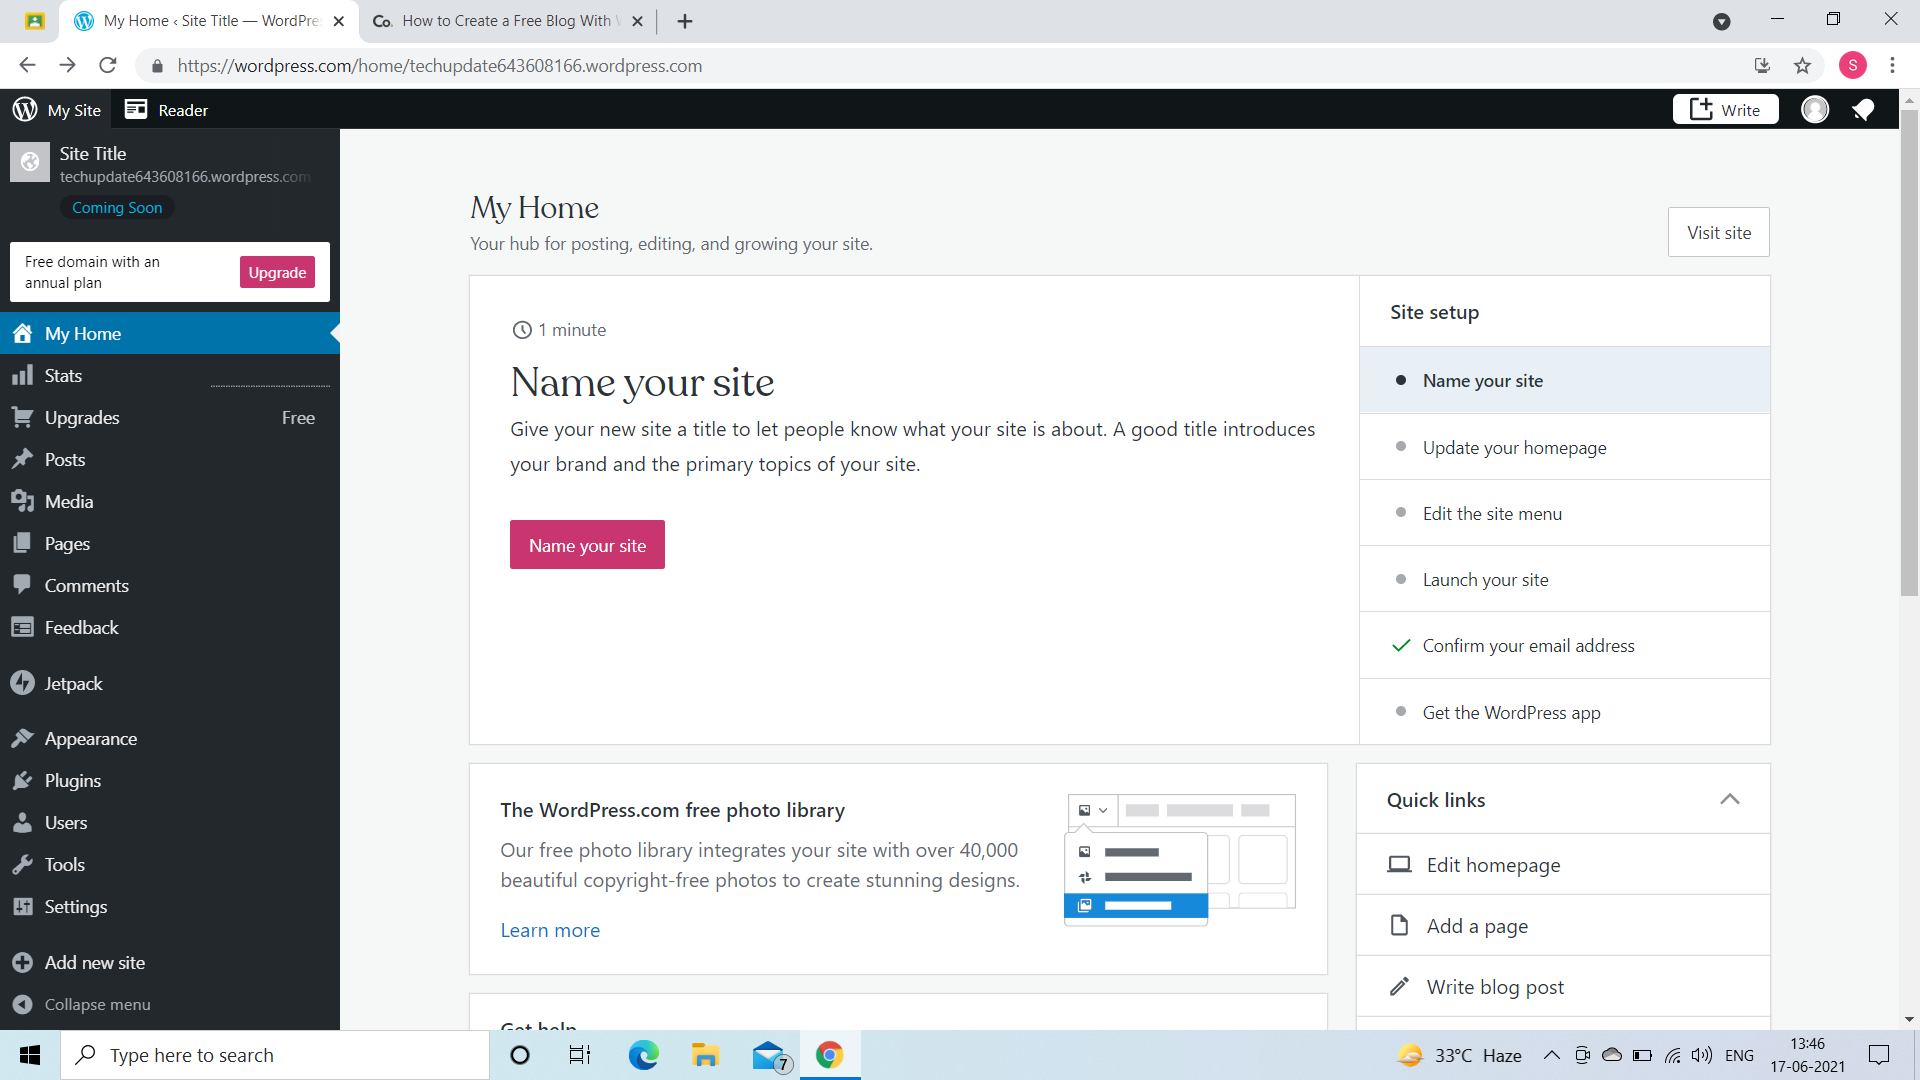 My Home ‹ Site Title — WordPre
Co. How to Create a Free Blog With
https://wordpress.com/home/techupdate643608166.wordpress.com
S
My Site
Reader
Write
Site Title
techupdate643608166.wordpress.com
Coming Soon
Free domain with an
annual plan
Upgrade
My Home
Stats
Upgrades Free
Posts
Media
Pages
Comments
Feedback
Jetpack
Appearance
Plugins
Users
Tools
Settings
Add new site
Collapse menu
My Home
Your hub for posting, editing, and growing your site.
Visit site
1 minute
Name your site
Give your new site a title to let people know what your site is about. A good title introduces
your brand and the primary topics of your site.
Name your site
Site setup
Name your site
Update your homepage
Edit the site menu
Launch your site
Confirm your email address
Get the WordPress app
The WordPress.com free photo library
Our free photo library integrates your site with over 40,000
beautiful copyright-free photos to create stunning designs.
Learn more
Quick links
Edit homepage
Add a page
Write blog post
Get help
Type here to search
7
33°C Haze
ENG
13:46
17-06-2021